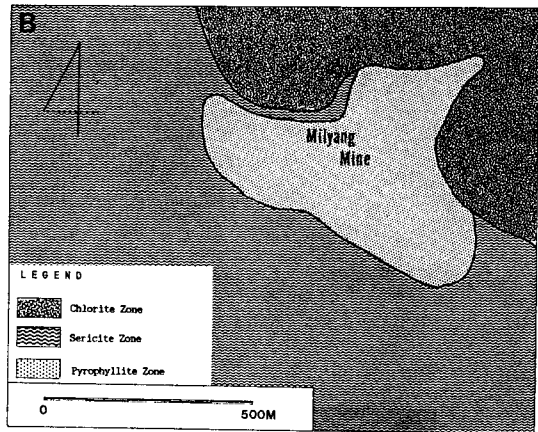 B
Milyang
Mine
LEGEND
Chlorite Zone
Sericite Zone
Pyrophyllite Zone
0 500M